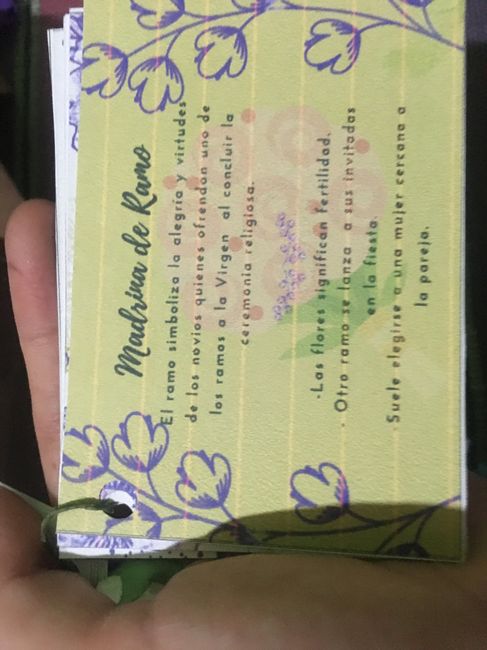 Madrina de Ramo
El ramo simboliza la alegría y virtudes
de los novios quienes ofrendan uno de
los ramos a la Virgen al concluir la
ceremonia religiosa.
·Las flores significan fertilidad.
· Otro ramo se lanza a sus invitadas
en la fiesta.
·Suele elegirse a una mujer cercana a
la pareja.